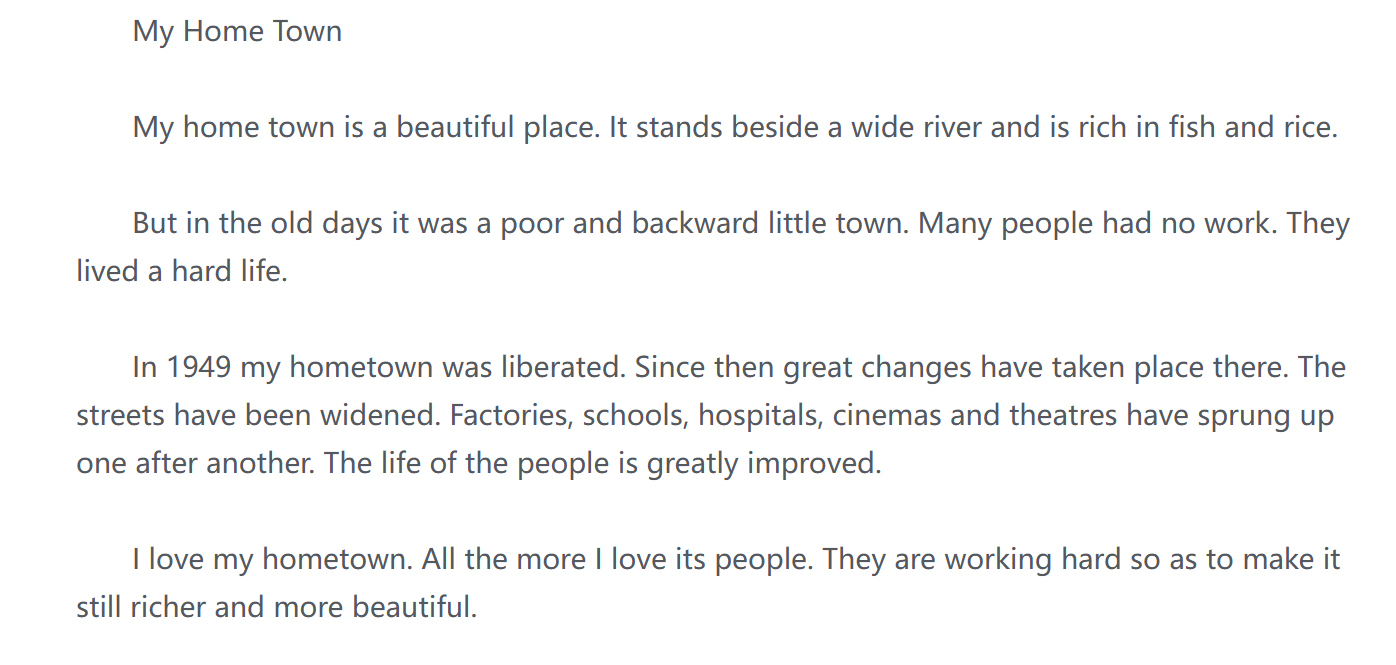 My Home Town
My home town is a beautiful place. It stands beside a wide river and is rich in fish and rice.
But in the old days it was a poor and backward little town. Many people had no work. They
lived a hard life.
In 1949 my hometown was liberated. Since then great changes have taken place there. The
streets have been widened. Factories, schools, hospitals, cinemas and theatres have sprung up
one after another. The life of the people is greatly improved.
I love my hometown. All the more I love its people. They are working hard so as to make it
still richer and more beautiful.